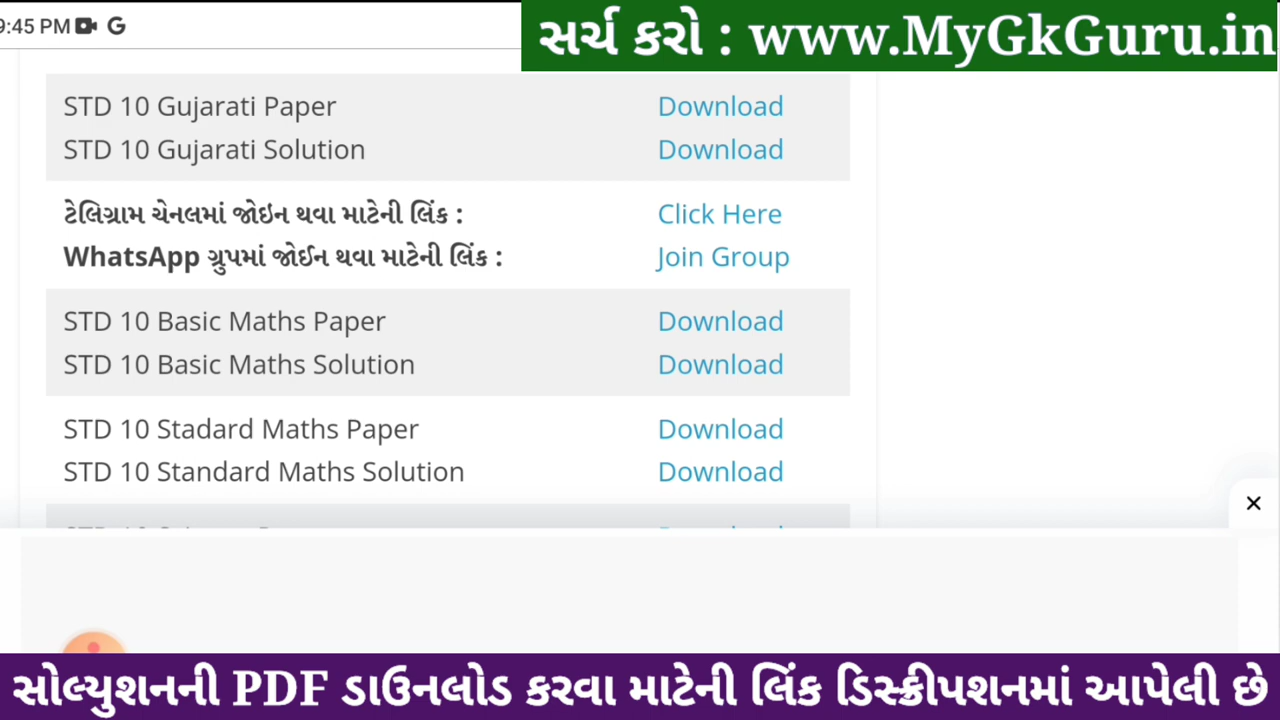 9:45 PM
સર્ચ કરો : www.MyGkGuru.in
STD 10 Gujarati Paper Download
STD 10 Gujarati Solution Download
ટેલિગ્રામ ચેનલમાં જોઇન થવા માટેની લિંક : Click Here
WhatsApp ગ્રુપમાં જોઈન થવા માટેની લિંક : Join Group
STD 10 Basic Maths Paper Download
STD 10 Basic Maths Solution Download
STD 10 Stadard Maths Paper Download
STD 10 Standard Maths Solution Download
સોલ્યુશનની PDF ડાઉનલોડ કરવા માટેની લિંક ડિસ્ક્રીપશનમાં આપેલી છે